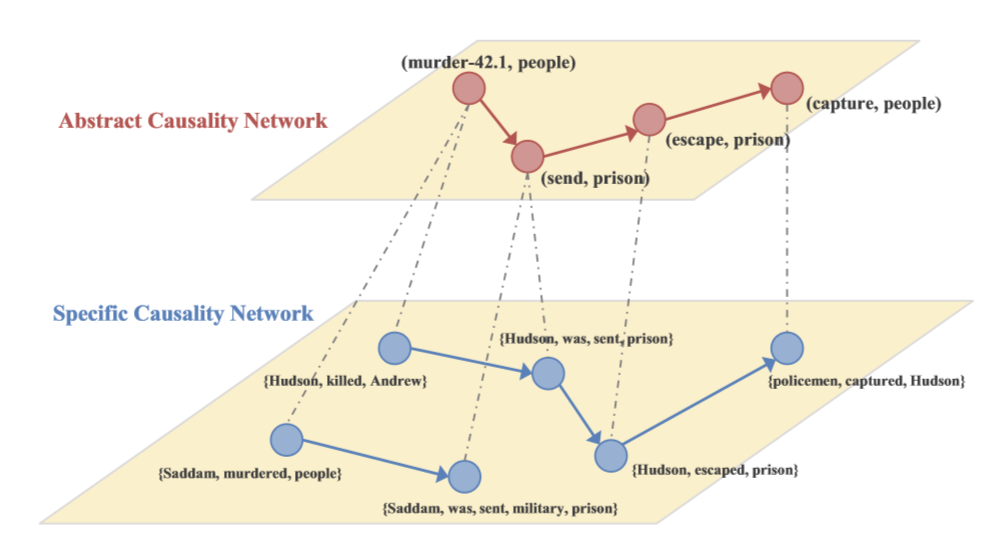 (murder-42.1, people)
(capture, people)
Abstract Causality Network
(escape, prison)
(send, prison)
Specific Causality Network
{Hudson, was, sent, prison}
{Hudson, killed, Andrew}
{policemen, captured, Hudson}
{Saddam, murdered, people}
{Hudson, escaped, prison}
{Saddam, was, sent, military, prison}